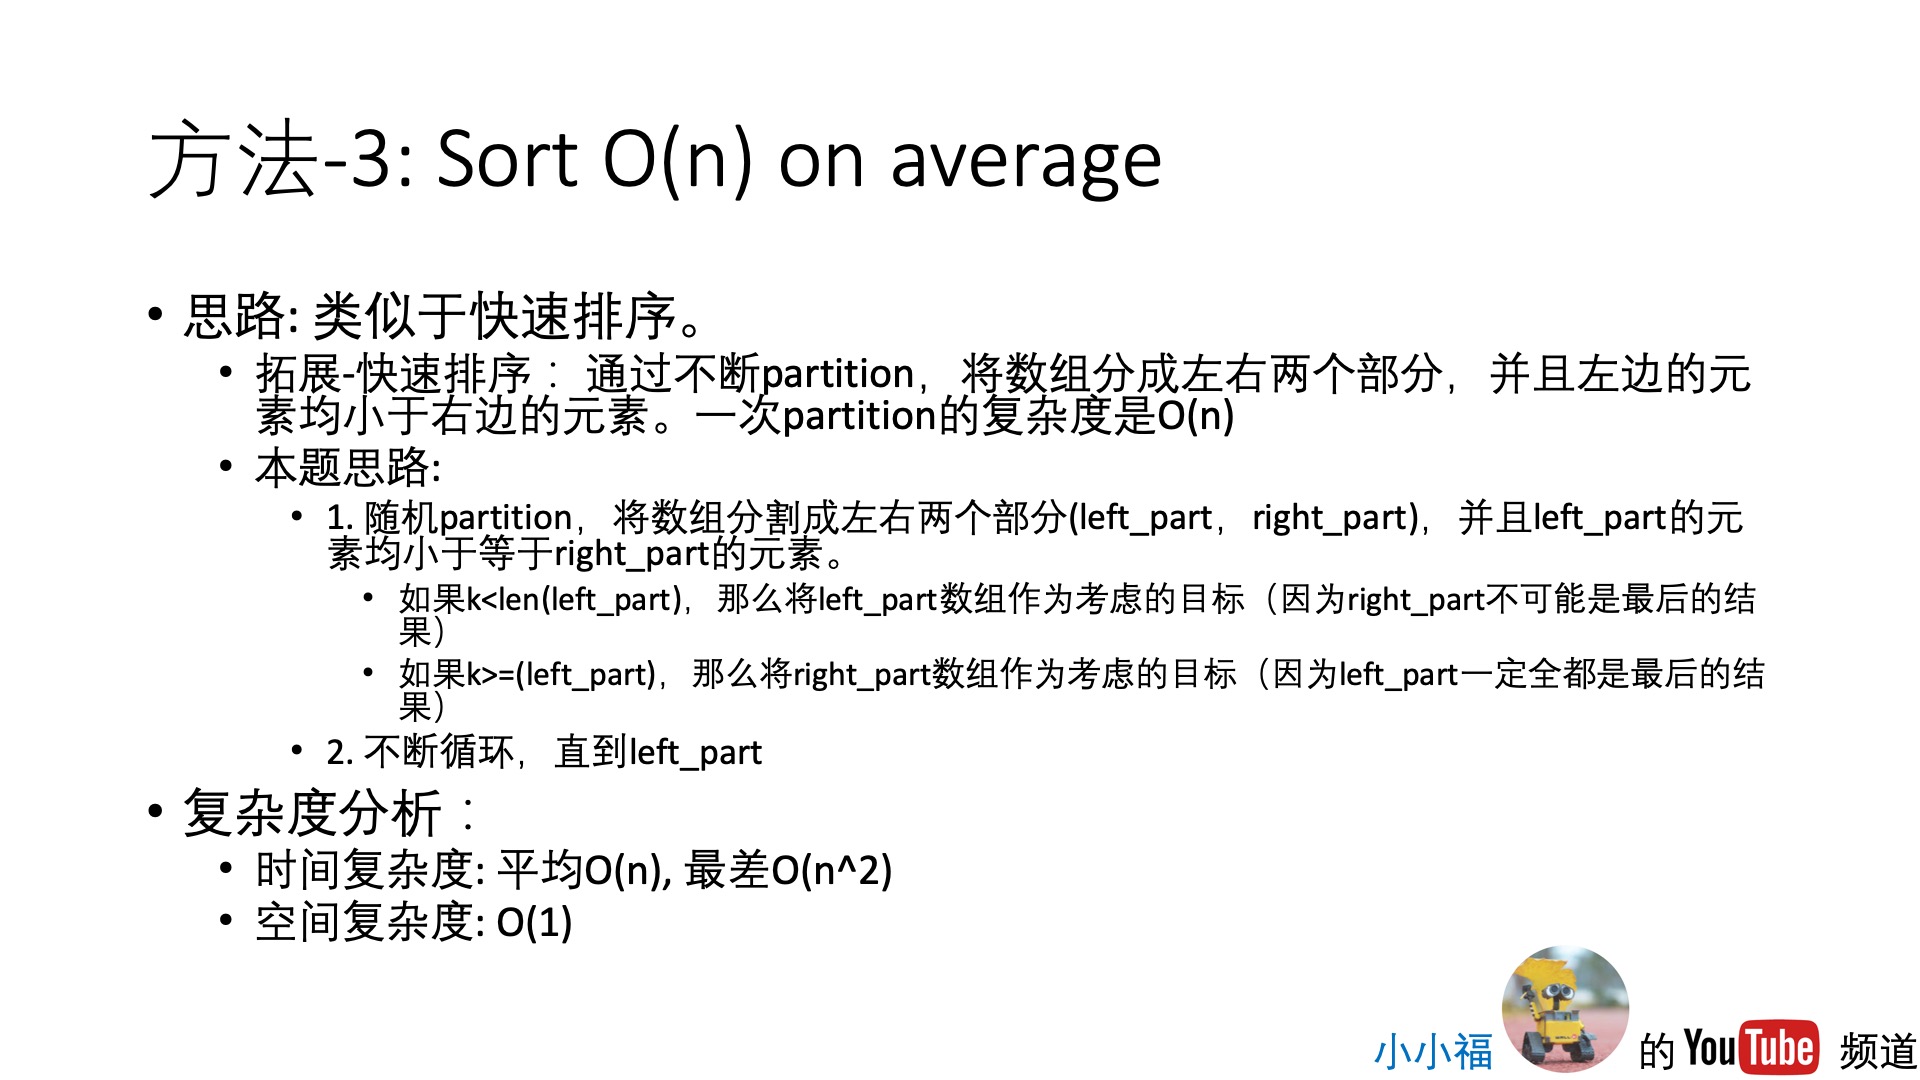 方法-3: Sort O(n) on average
• 思路: 类似于快速排序。
• 拓展-快速排序：通过不断partition，将数组分成左右两个部分，并且左边的元
素均小于右边的元素。一次partition的复杂度是O(n)
• 本题思路:
• 1. 随机partition，将数组分割成左右两个部分(left_part，right_part)，并且left_part的元
素均小于等于right_part的元素。
• 如果k<len(left_part)，那么将left_part数组作为考虑的目标（因为right_part不可能是最后的结
果）
• 如果k>=(left_part)，那么将right_part数组作为考虑的目标（因为left_part一定全都是最后的结
果）
• 2. 不断循环，直到left_part
• 复杂度分析：
• 时间复杂度: 平均O(n), 最差O(n^2)
• 空间复杂度: O(1)
小小福 的 YouTube 频道